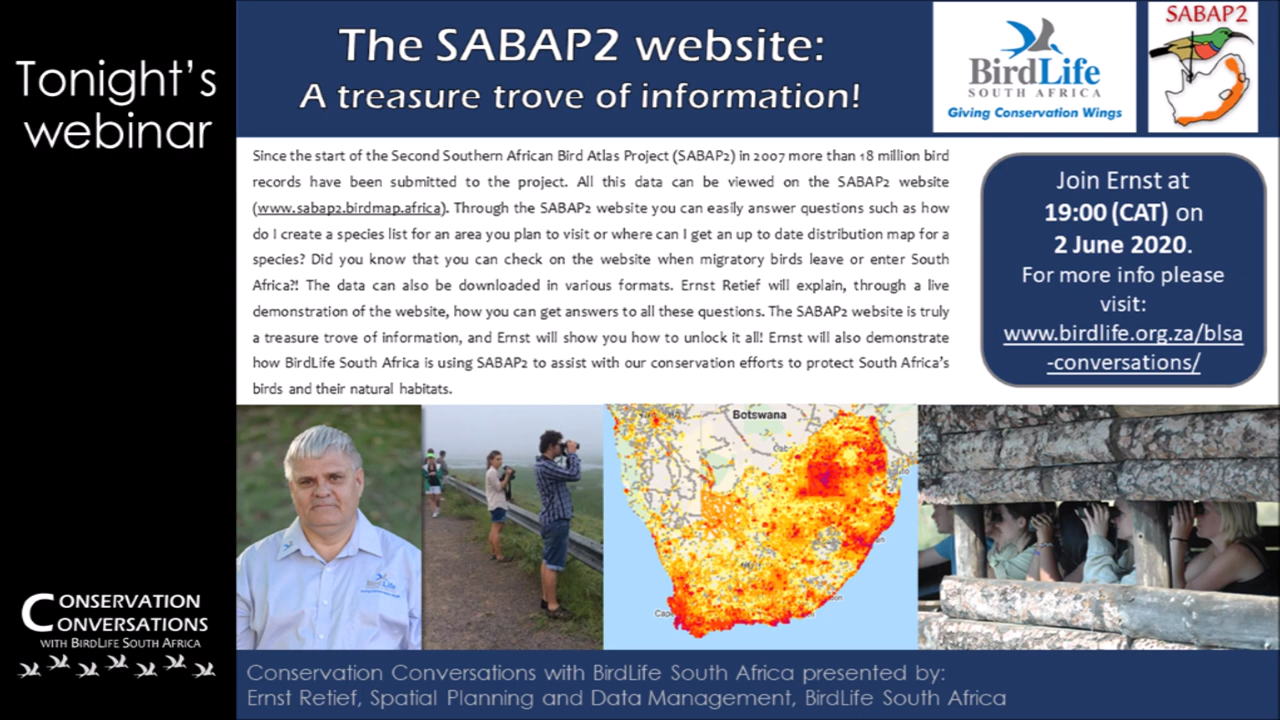 Tonight's
webinar
The SABAP2 website:
A treasure trove of information!
BirdLife
SOUTH AFRICA
Giving Conservation Wings
SABAP2
Since the start of the Second Southern African Bird Atlas Project (SABAP2) in 2007 more than 18 million bird
records have been submitted to the project. All this data can be viewed on the SABAP2 website
(www.sabap2.birdmap.africa). Through the SABAP2 website you can easily answer questions such as how
do I create a species list for an area you plan to visit or where can I get an up to date distribution map for a
species? Did you know that you can check on the website when migratory birds leave or enter South
Africa?! The data can also be downloaded in various formats. Ernst Retief will explain, through a live
demonstration of the website, how you can get answers to all these questions. The SABAP2 website is truly
a treasure trove of information, and Ernst will show you how to unlock it all! Ernst will also demonstrate
how BirdLife South Africa is using SABAP2 to assist with our conservation efforts to protect South Africa's
birds and their natural habitats.
Join Ernst at
19:00 (CAT) on
2 June 2020.
For more info please
visit:
www.birdlife.org.za/blsa
-conversations/
BirdLife
Botswana
CONSERVATION
CONVERSATIONS
WITH BIRDLIFE SOUTH AFRICA
Conservation Conversations with BirdLife South Africa presented by:
Ernst Retief, Spatial Planning and Data Management, BirdLife South Africa